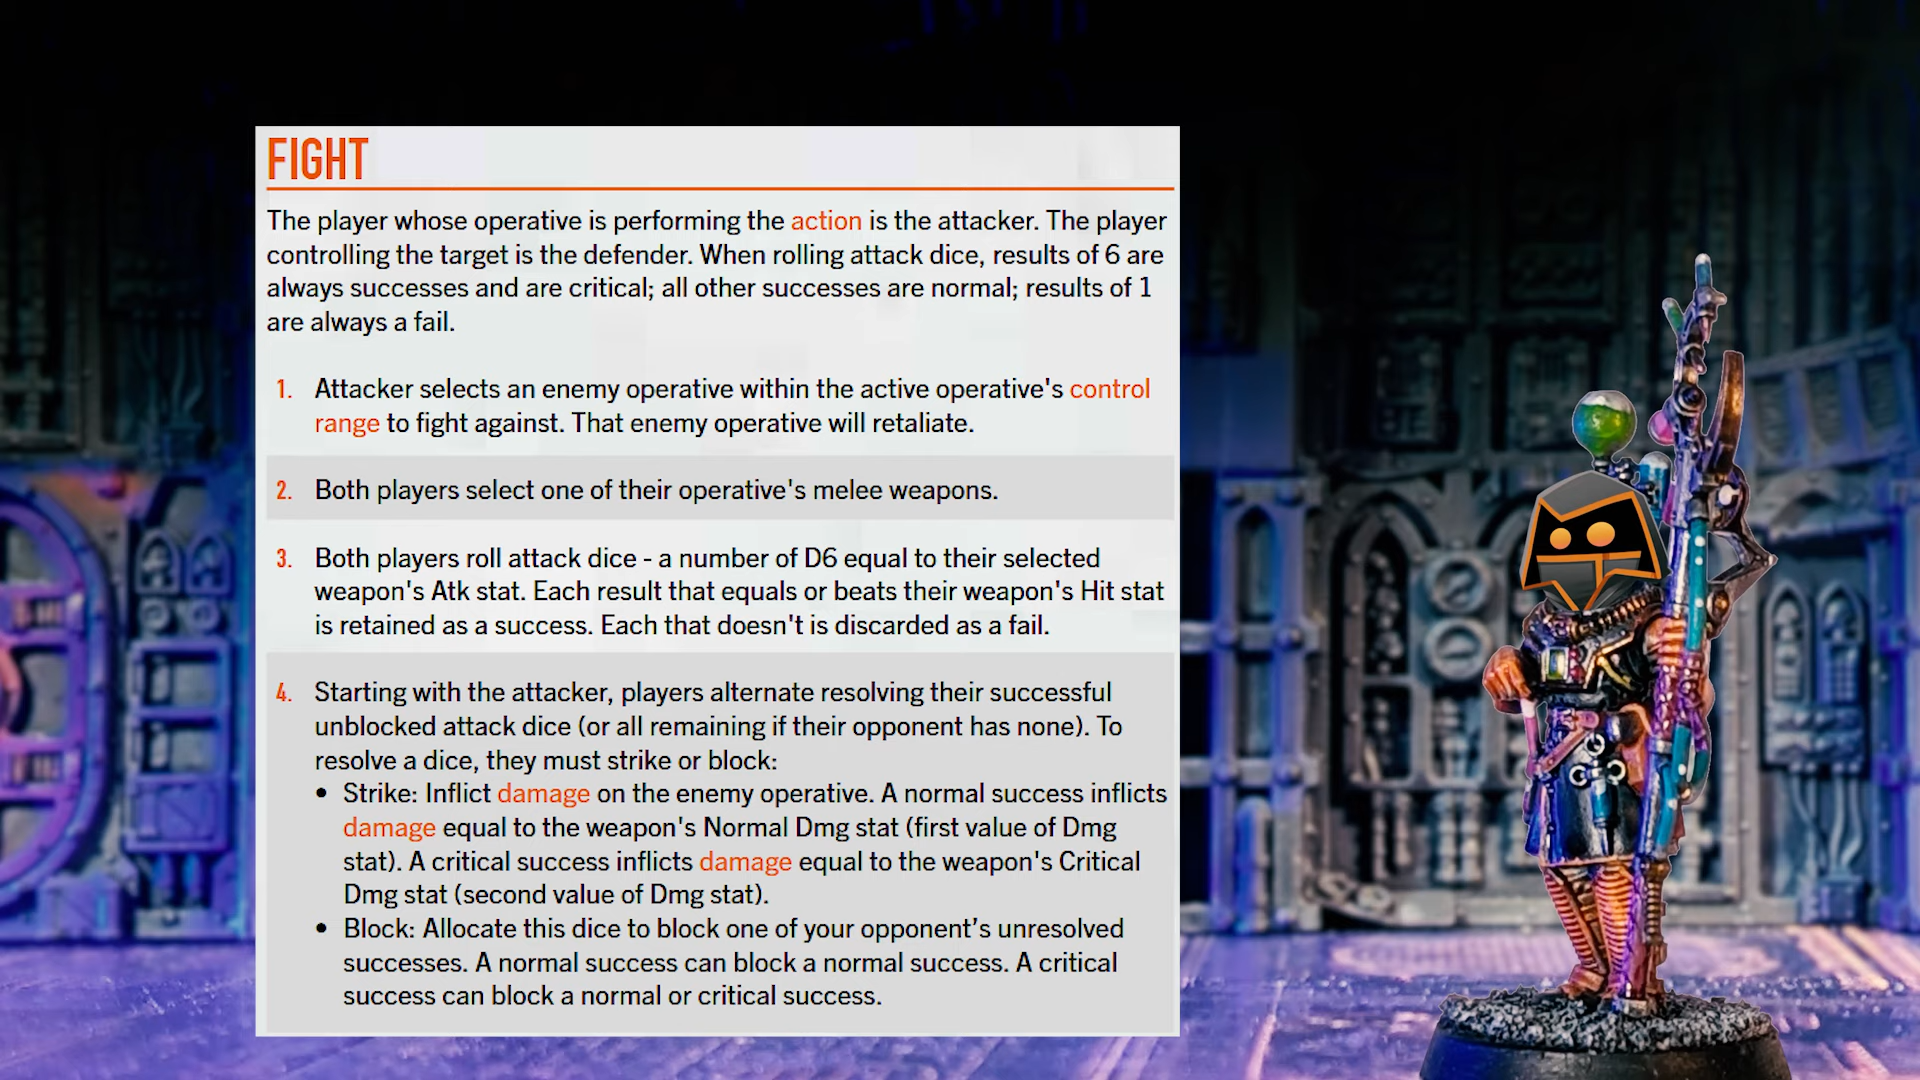 FIGHT
The player whose operative is performing the action is the attacker. The player
controlling the target is the defender. When rolling attack dice, results of 6 are
always successes and are critical; all other successes are normal; results of 1
are always a fail.
1. Attacker selects an enemy operative within the active operative's control
range to fight against. That enemy operative will retaliate.
2. Both players select one of their operative's melee weapons.
3. Both players roll attack dice - a number of D6 equal to their selected
weapon's Atk stat. Each result that equals or beats their weapon's Hit stat
is retained as a success. Each that doesn't is discarded as a fail.
4. Starting with the attacker, players alternate resolving their successful
unblocked attack dice (or all remaining if their opponent has none). To
resolve a dice, they must strike or block:
• Strike: Inflict damage on the enemy operative. A normal success inflicts
damage equal to the weapon's Normal Dmg stat (first value of Dmg
stat). A critical success inflicts damage equal to the weapon's Critical
Dmg stat (second value of Dmg stat).
• Block: Allocate this dice to block one of your opponent’s unresolved
successes. A normal success can block a normal success. A critical
success can block a normal or critical success.